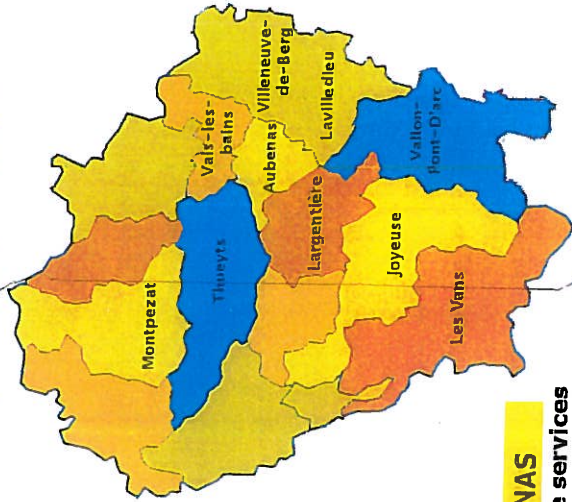 Montpezat
Thueyts
Vals-les-
bains
Aubenas
Villeneuve-
de-Berg
Lavilledieu
Largentière
Vallon-
Pont-D'arc
Joyeuse
Les Vans
NAS
services